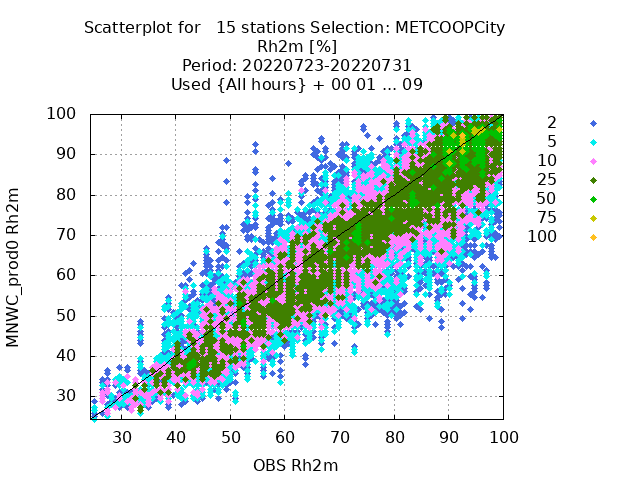 Scatterplot for   15 stations Selection: METCOOPCity
Rh2m [%]
Period: 20220723-20220731
Used {All hours} + 00 01 ... 09
MNWC_prod0 Rh2m
100
90
80
70
60
50
40
30
30 40 50 60 70 80 90 100
OBS Rh2m
2
5
10
25
50
75
100